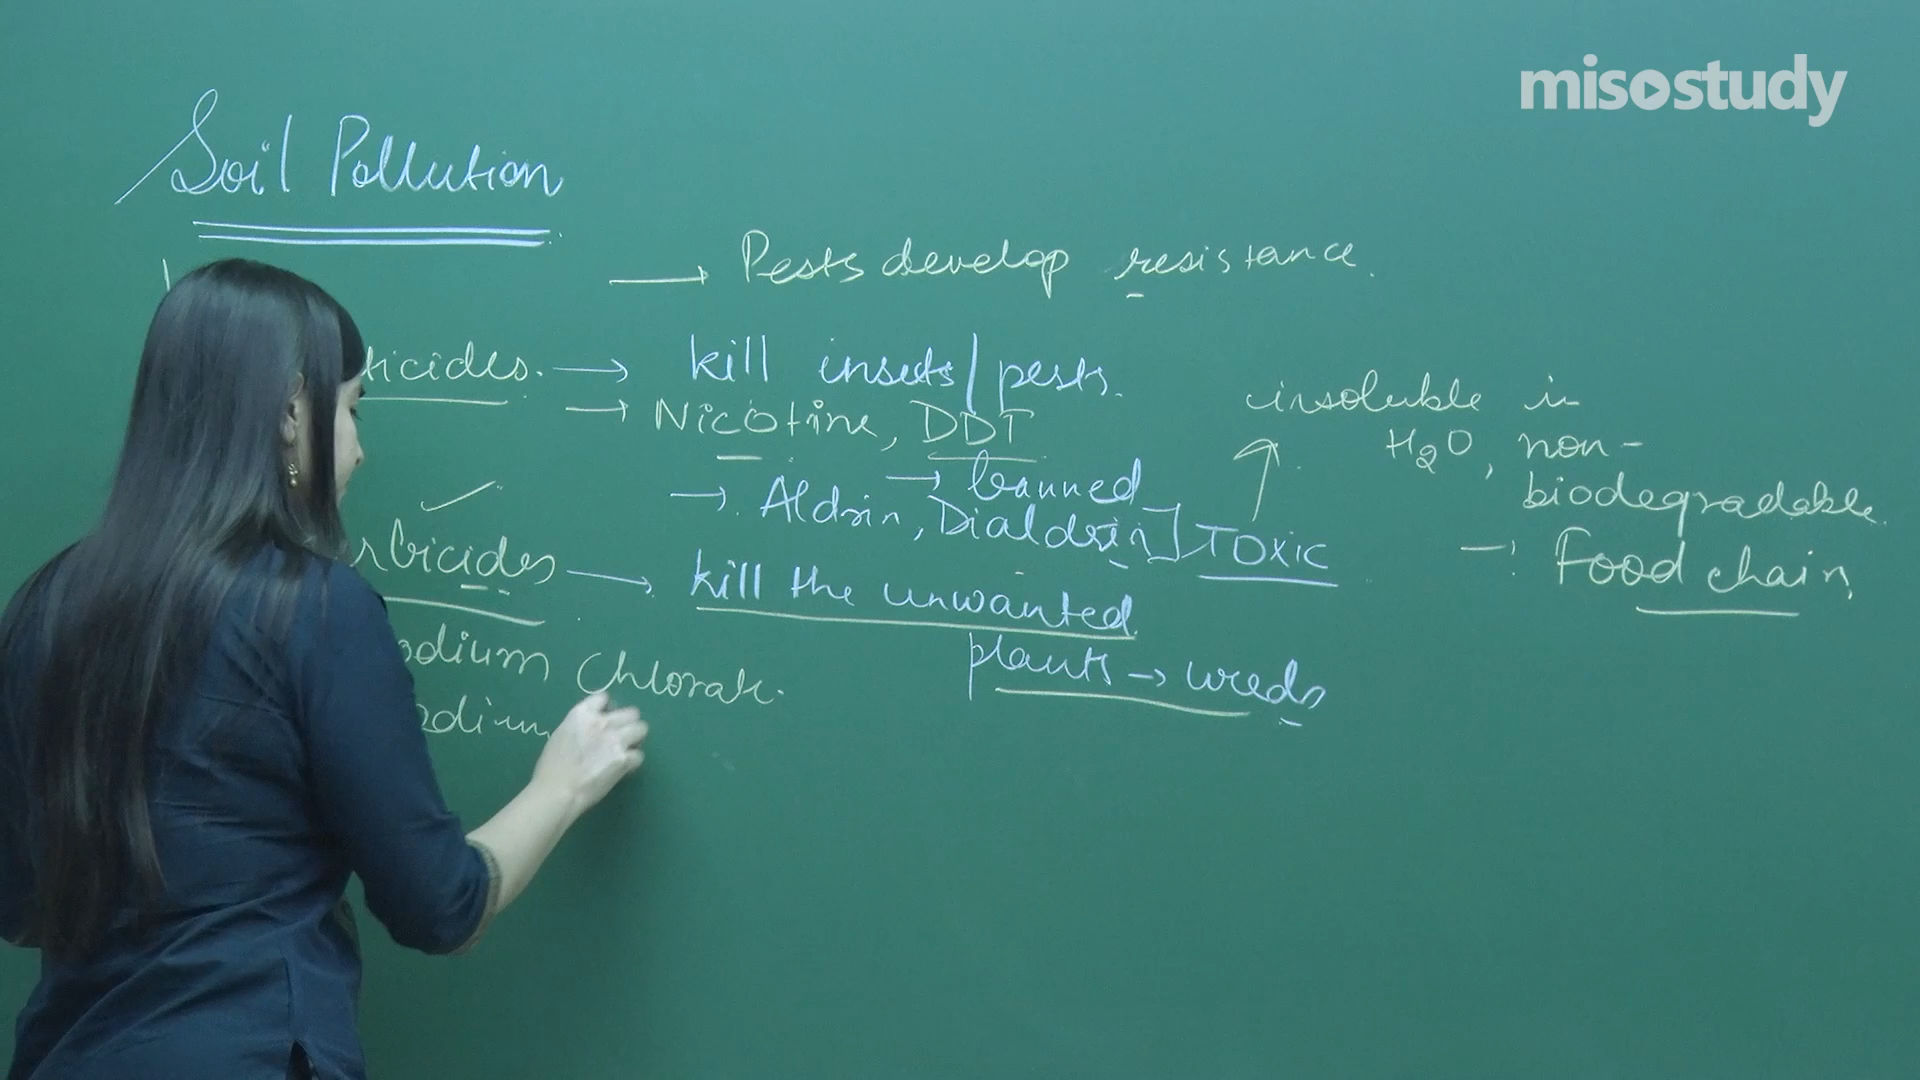 misostudy
Soil Pollution
→ Pests develop resistance.
ticides. → kill insects/pests.
→ Nicotine, DDT
→ banned
→ Aldrin, Dialdrin] TOXIC
insoluble in
H2O, non-
biodegradable.
→ Food chain
rbicides → kill the unwanted
plants → weeds
odium Chlorate.
odium